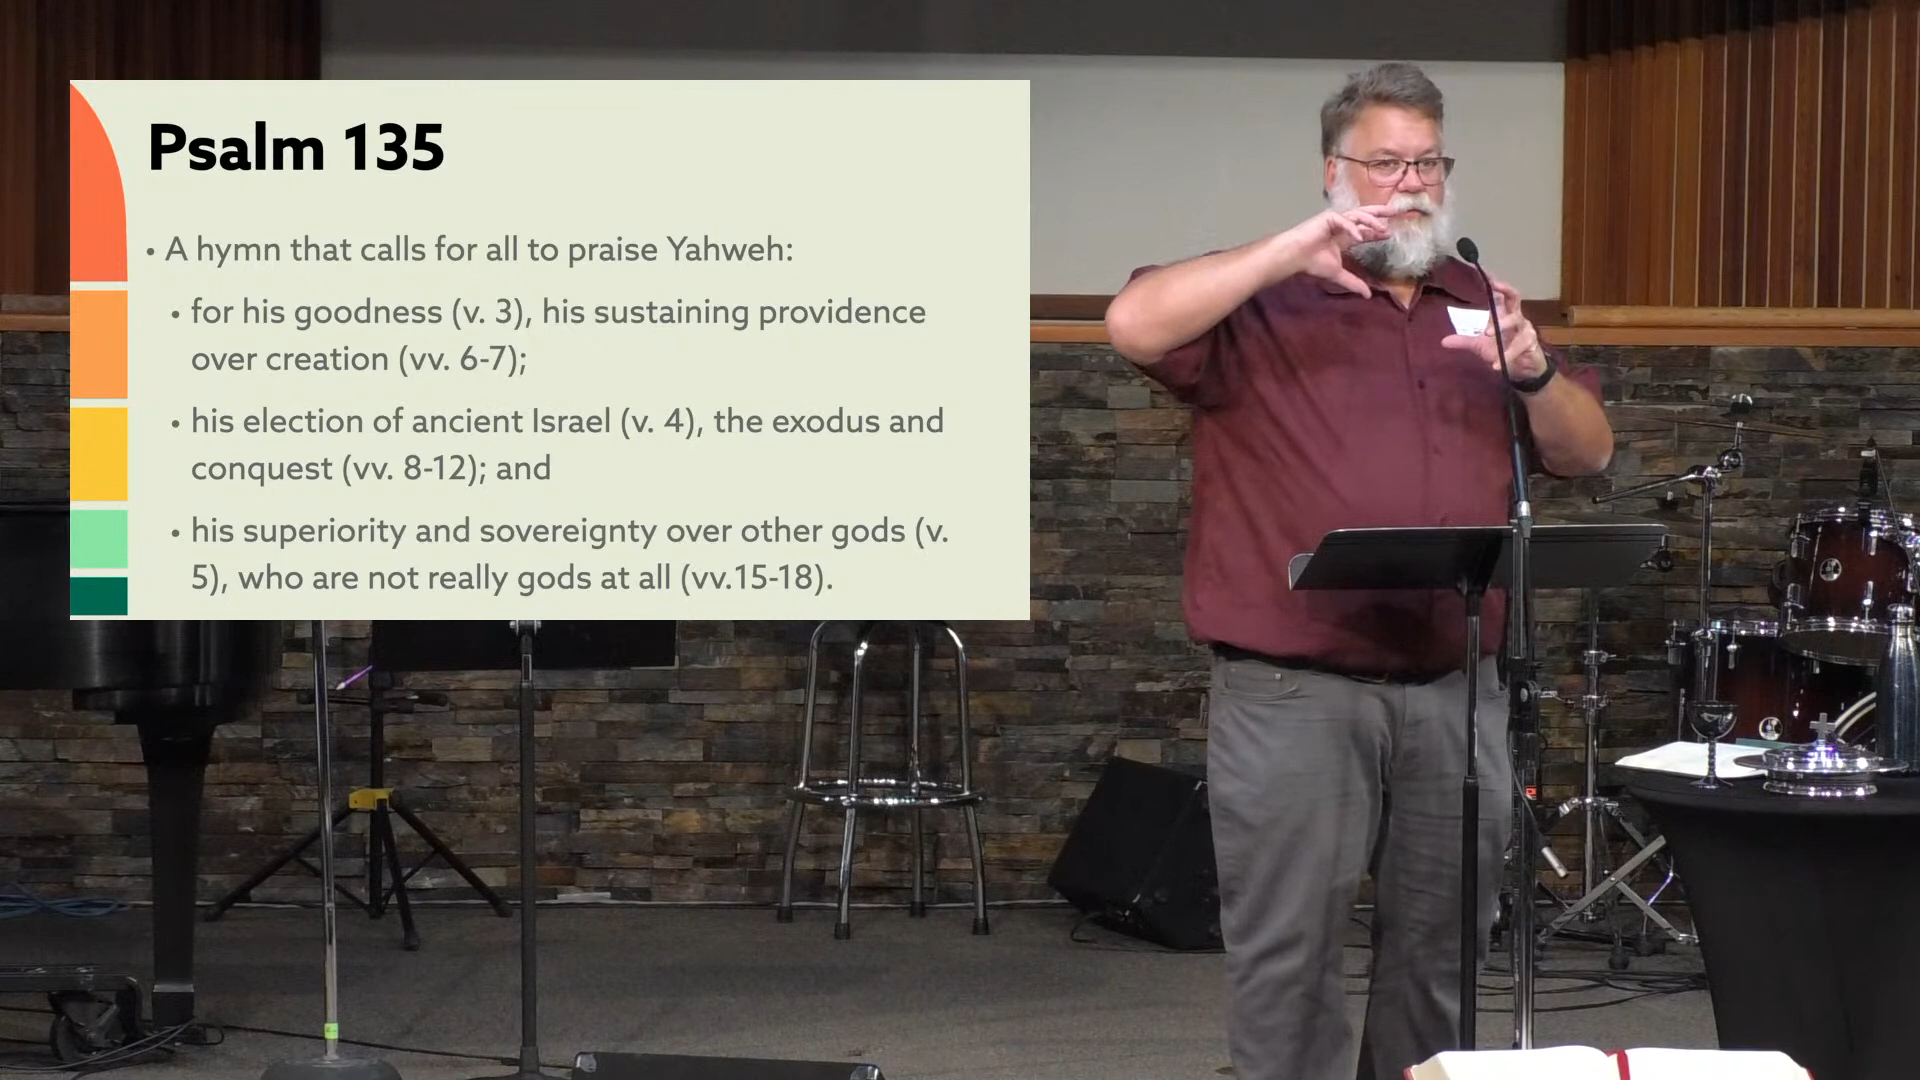 Psalm 135
• A hymn that calls for all to praise Yahweh:
• for his goodness (v. 3), his sustaining providence
over creation (vv. 6-7);
• his election of ancient Israel (v. 4), the exodus and
conquest (vv. 8-12); and
• his superiority and sovereignty over other gods (v.
5), who are not really gods at all (vv.15-18).